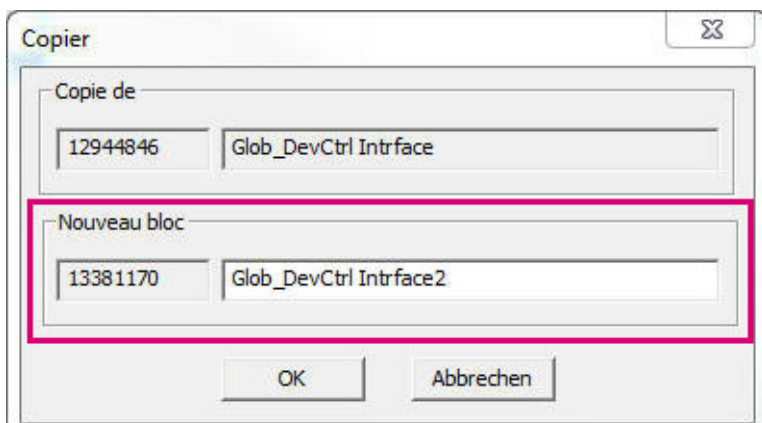 Copier
Copie de
12944846 Glob_DevCtrl Intrface
Nouveau bloc
13381170 Glob_DevCtrl Intrface2
OK Abbrechen